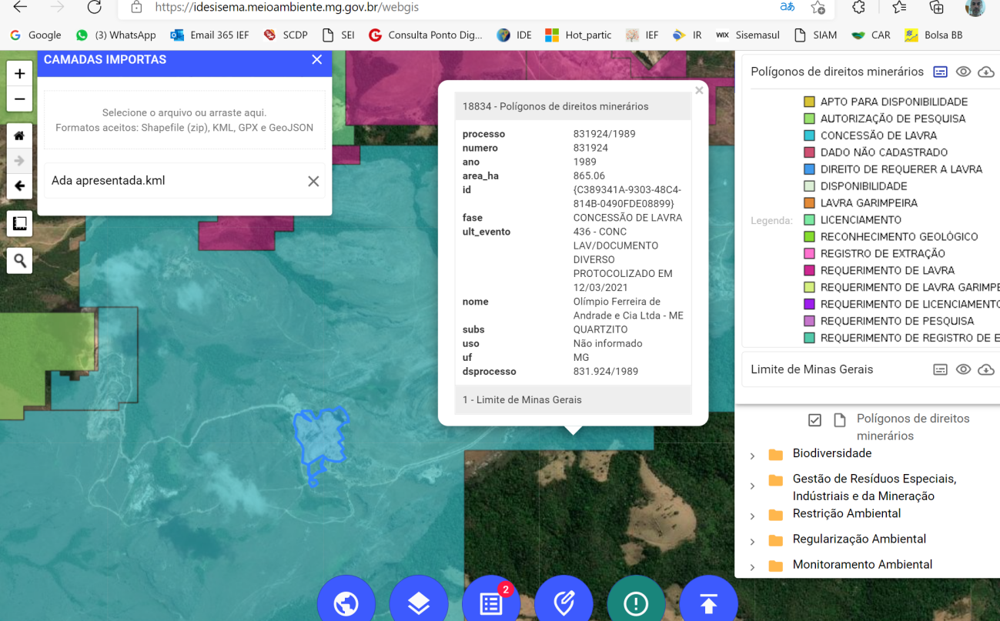 https://idesisema.meioambiente.mg.gov.br/webgis
aあ
Google
(3) WhatsApp
Email 365 IEF
SCDP
SEI
Consulta Ponto Dig...
IDE
Hot_partic
IEF
IR
WIX Sisemasul
SIAM
CAR
Bolsa BB
CAMADAS IMPORTAS
Selecione o arquivo ou arraste aqui.
Formatos aceitos: Shapefile (zip), KML, GPX e GeoJSON
Ada apresentada.kml
18834 - Polígonos de direitos minerários
processo 831924/1989
numero 831924
ano 1989
area_ha 865.06
id {C389341A-9303-48C4-
814B-0490FDE08899}
fase CONCESSÃO DE LAVRA
ult_evento 436 - CONC
LAV/DOCUMENTO
DIVERSO
PROTOCOLIZADO EM
12/03/2021
nome Olímpio Ferreira de
Andrade e Cia Ltda - ME
subs QUARTZITO
uso Não informado
uf MG
dsprocesso 831.924/1989
1 - Limite de Minas Gerais
Polígonos de direitos minerários
Legenda:
APTO PARA DISPONIBILIDADE
AUTORIZAÇÃO DE PESQUISA
CONCESSÃO DE LAVRA
DADO NÃO CADASTRADO
DIREITO DE REQUERER A LAVRA
DISPONIBILIDADE
LAVRA GARIMPEIRA
LICENCIAMENTO
RECONHECIMENTO GEOLÓGICO
REGISTRO DE EXTRAÇÃO
REQUERIMENTO DE LAVRA
REQUERIMENTO DE LAVRA GARIMPE
REQUERIMENTO DE LICENCIAMENTO
REQUERIMENTO DE PESQUISA
REQUERIMENTO DE REGISTRO DE E
Limite de Minas Gerais
Polígonos de direitos
minerários
Biodiversidade
Gestão de Resíduos Especiais,
Indústriais e da Mineração
Restrição Ambiental
Regularização Ambiental
Monitoramento Ambiental
2